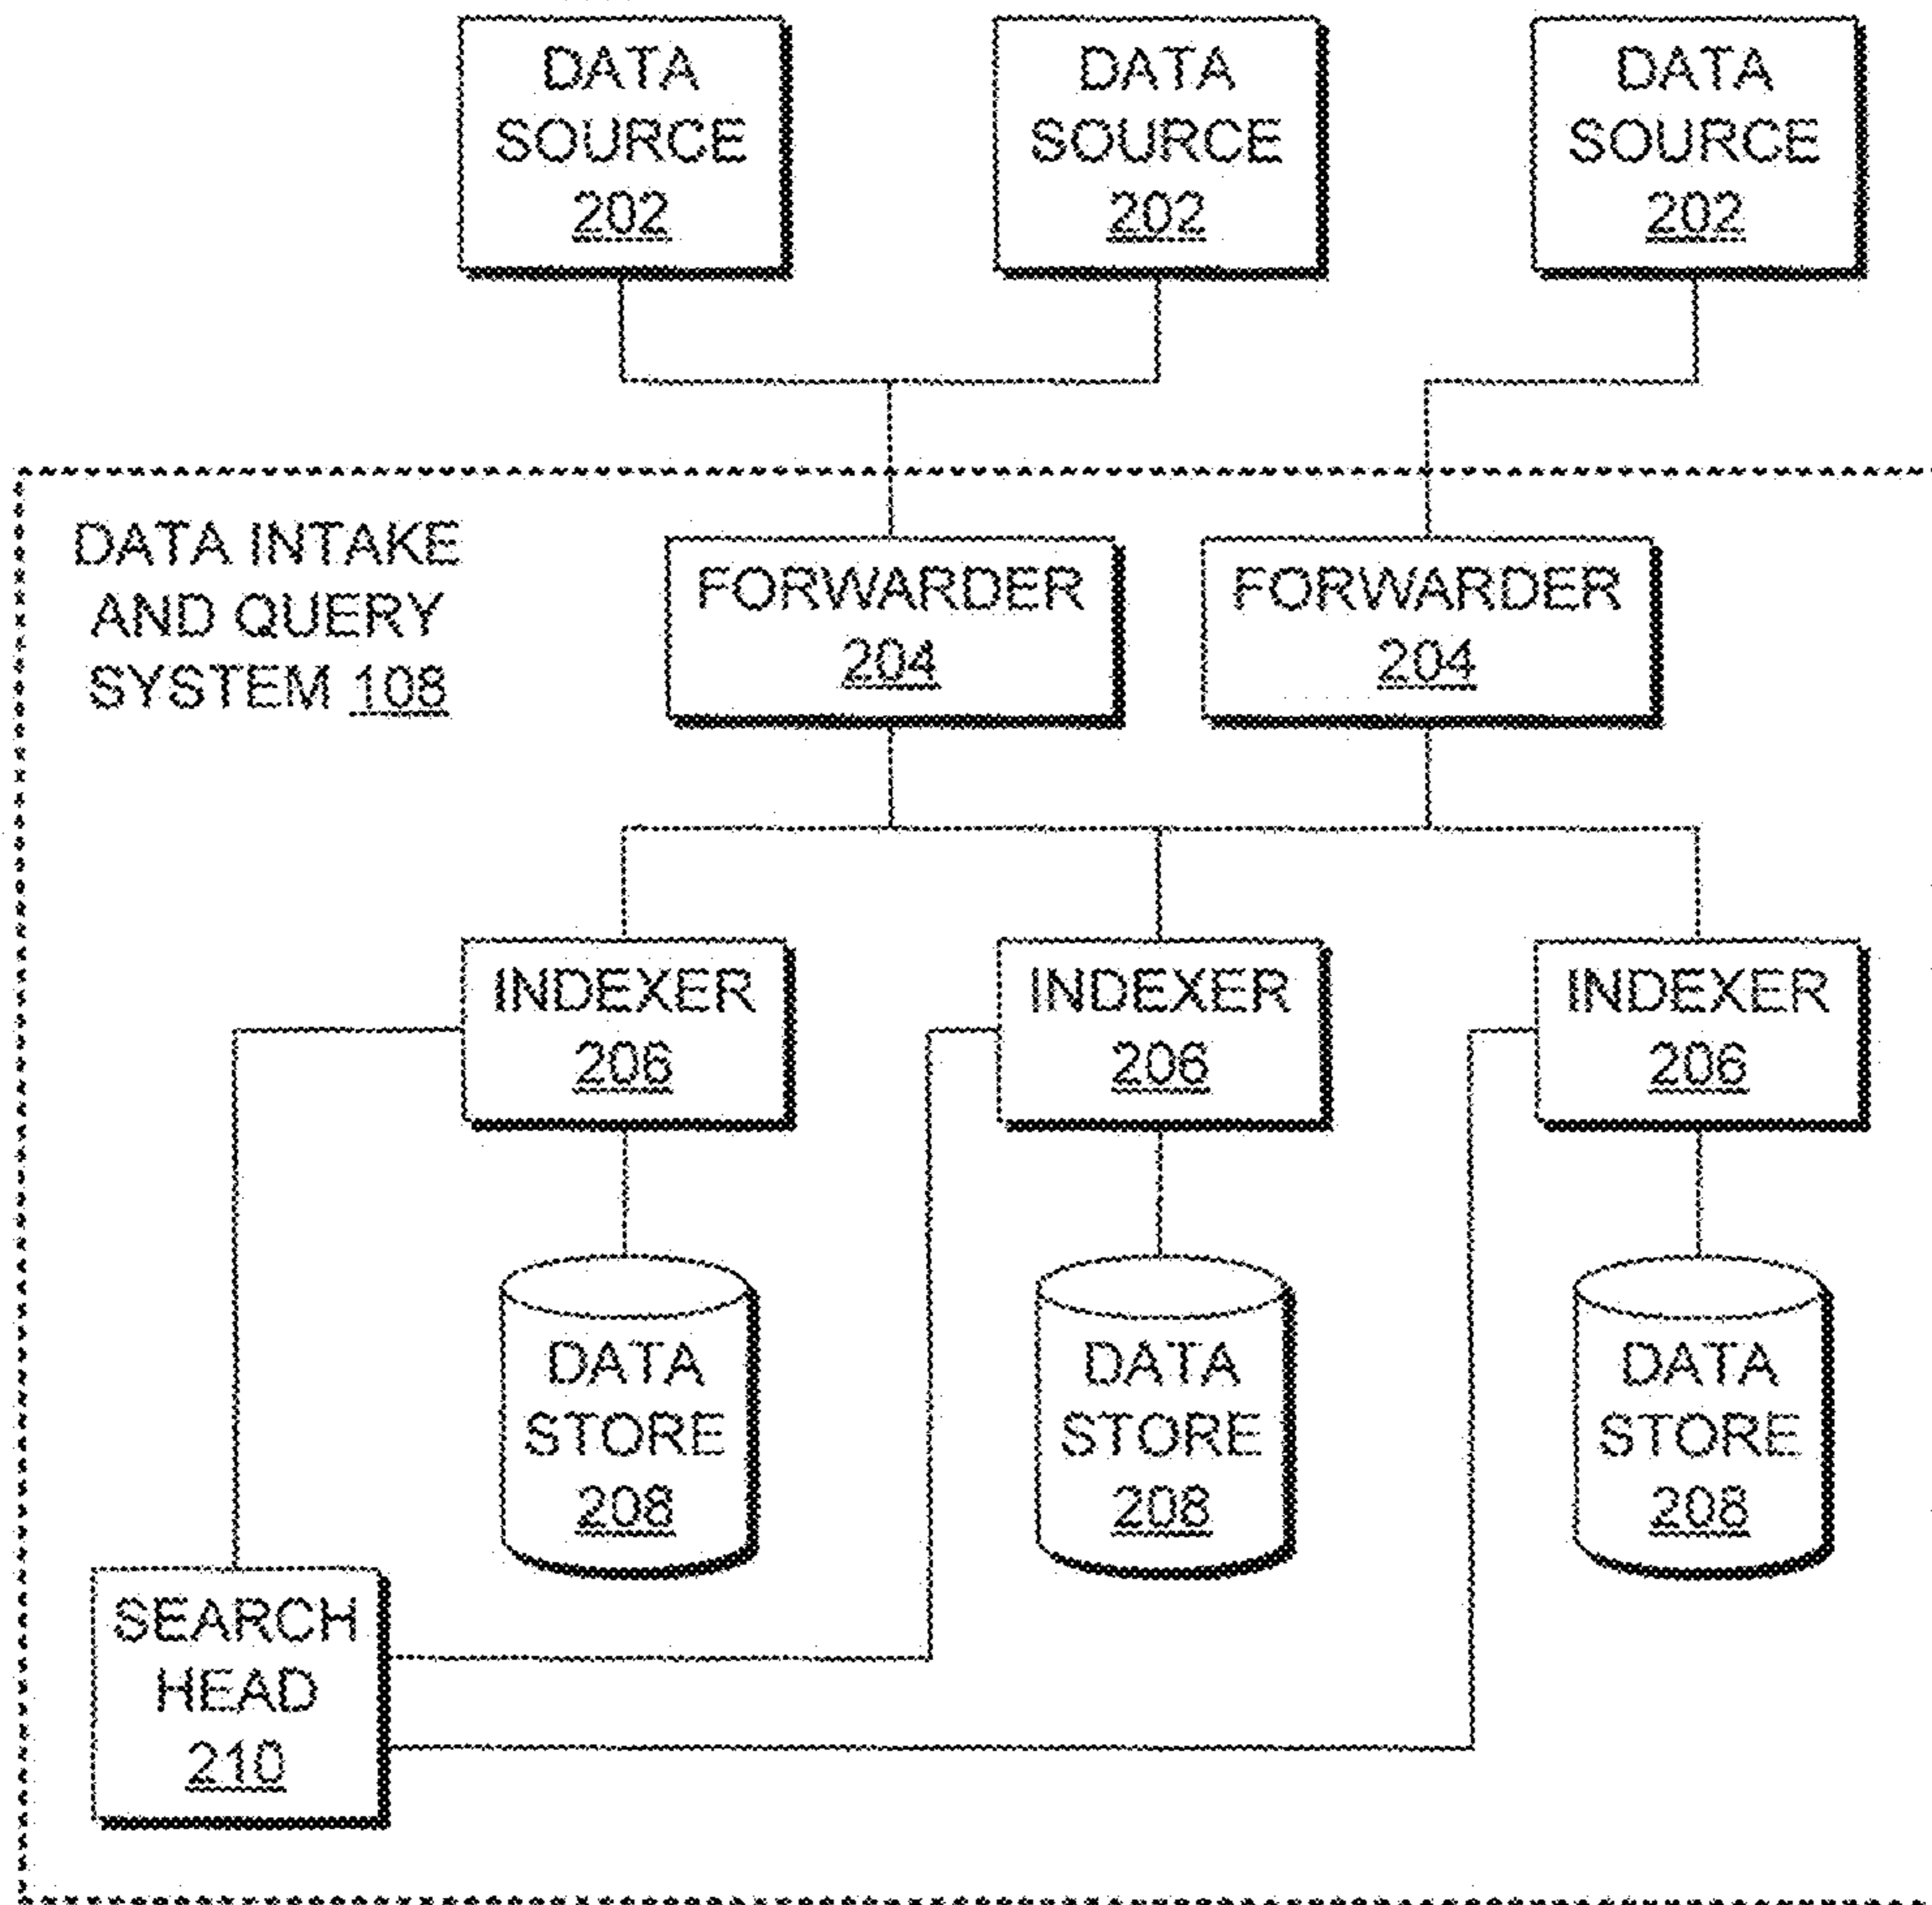 DATA
SOURCE
202
DATA
SOURCE
202
DATA
SOURCE
202
DATA INTAKE
AND QUERY
SYSTEM 108
FORWARDER
204
FORWARDER
204
INDEXER
206
INDEXER
206
INDEXER
206
DATA
STORE
208
DATA
STORE
208
DATA
STORE
208
SEARCH
HEAD
210